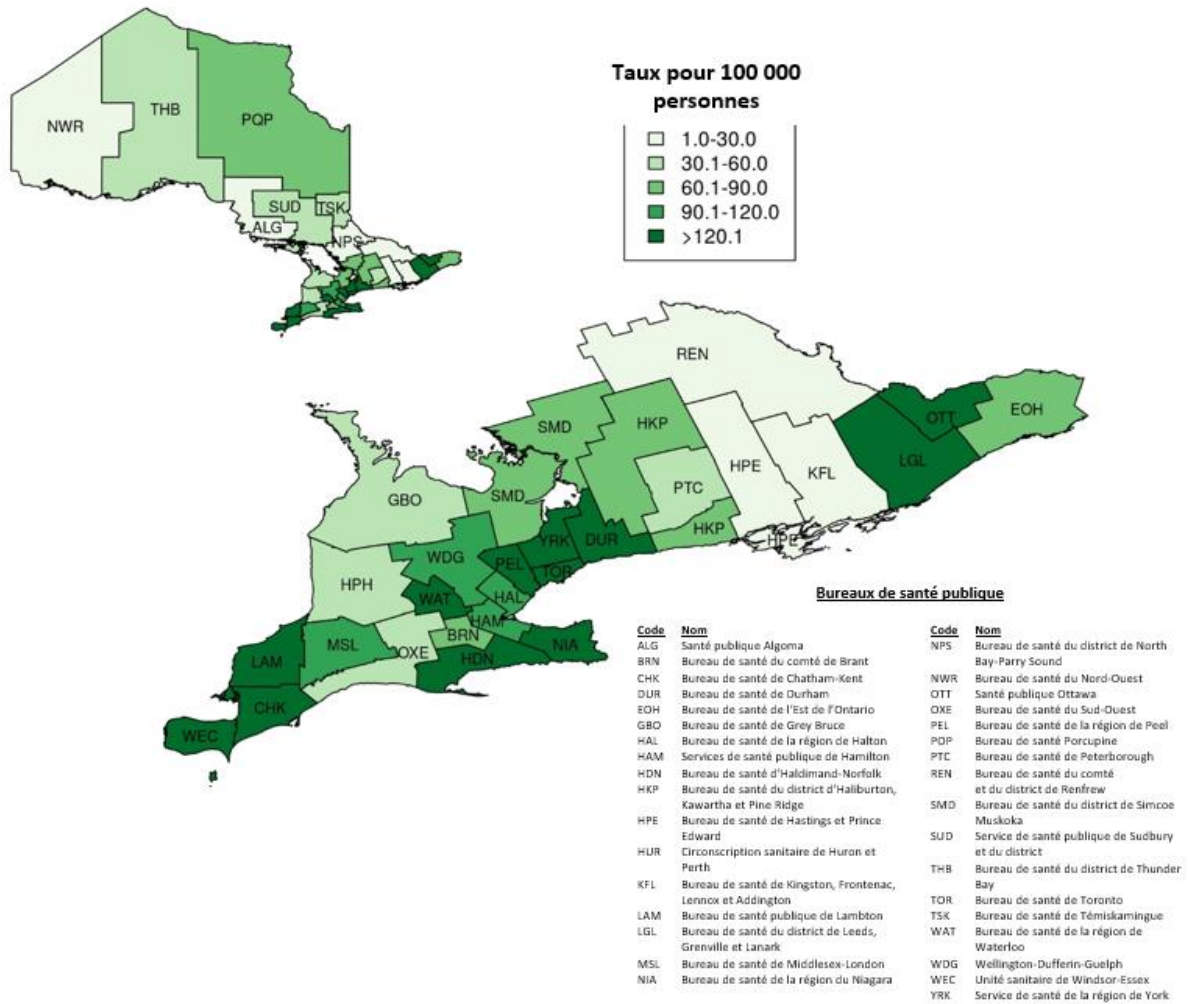 Taux pour 100 000
personnes
1.0-30.0
30.1-60.0
60.1-90.0
90.1-120.0
>120.1
NWR
THB
PQP
SUD
TSK
ALG
NPS
REN
SMD
HKP
OTT
EOH
HPE
KFL
LGL
GBO
SMD
PTC
HKP
HPE
YRK
DUR
WDG
PEL
TOR
HPH
WAT
HAL
HAM
MSL
OXE
BRN
NIA
LAM
HDN
CHK
WEC
Bureaux de santé publique
Code Nom
ALG Santé publique Algoma
BRN Bureau de santé du comté de Brant
CHK Bureau de santé de Chatham-Kent
DUR Bureau de santé de Durham
EOH Bureau de santé de l'Est de l'Ontario
GBO Bureau de santé de Grey Bruce
HAL Bureau de santé de la région de Halton
HAM Services de santé publique de Hamilton
HDN Bureau de santé d'Haldimand-Norfolk
HKP Bureau de santé du district d'Haliburton,
Kawartha et Pine Ridge
HPE Bureau de santé de Hastings et Prince
Edward
HUR Circonscription sanitaire de Huron et
Perth
KFL Bureau de santé de Kingston, Frontenac,
Lennox et Addington
LAM Bureau de santé publique de Lambton
LGL Bureau de santé du district de Leeds,
Grenville et Lanark
MSL Bureau de santé de Middlesex-London
NIA Bureau de santé de la région du Niagara
Code Nom
NPS Bureau de santé du district de North
Bay-Parry Sound
NWR Bureau de santé du Nord-Ouest
OTT Santé publique Ottawa
OXE Bureau de santé du Sud-Ouest
PEL Bureau de santé de la région de Peel
PQP Bureau de santé Porcupine
PTC Bureau de santé de Peterborough
REN Bureau de santé du comté
et du district de Renfrew
SMD Bureau de santé du district de Simcoe
Muskoka
SUD Service de santé publique de Sudbury
et du district
THB Bureau de santé du district de Thunder
Bay
TOR Bureau de santé de Toronto
TSK Bureau de santé de Témiskamingue
WAT Bureau de santé de la région de
Waterloo
WDG Wellington-Dufferin-Guelph
WEC Unité sanitaire de Windsor-Essex
YRK Service de santé de la région de York